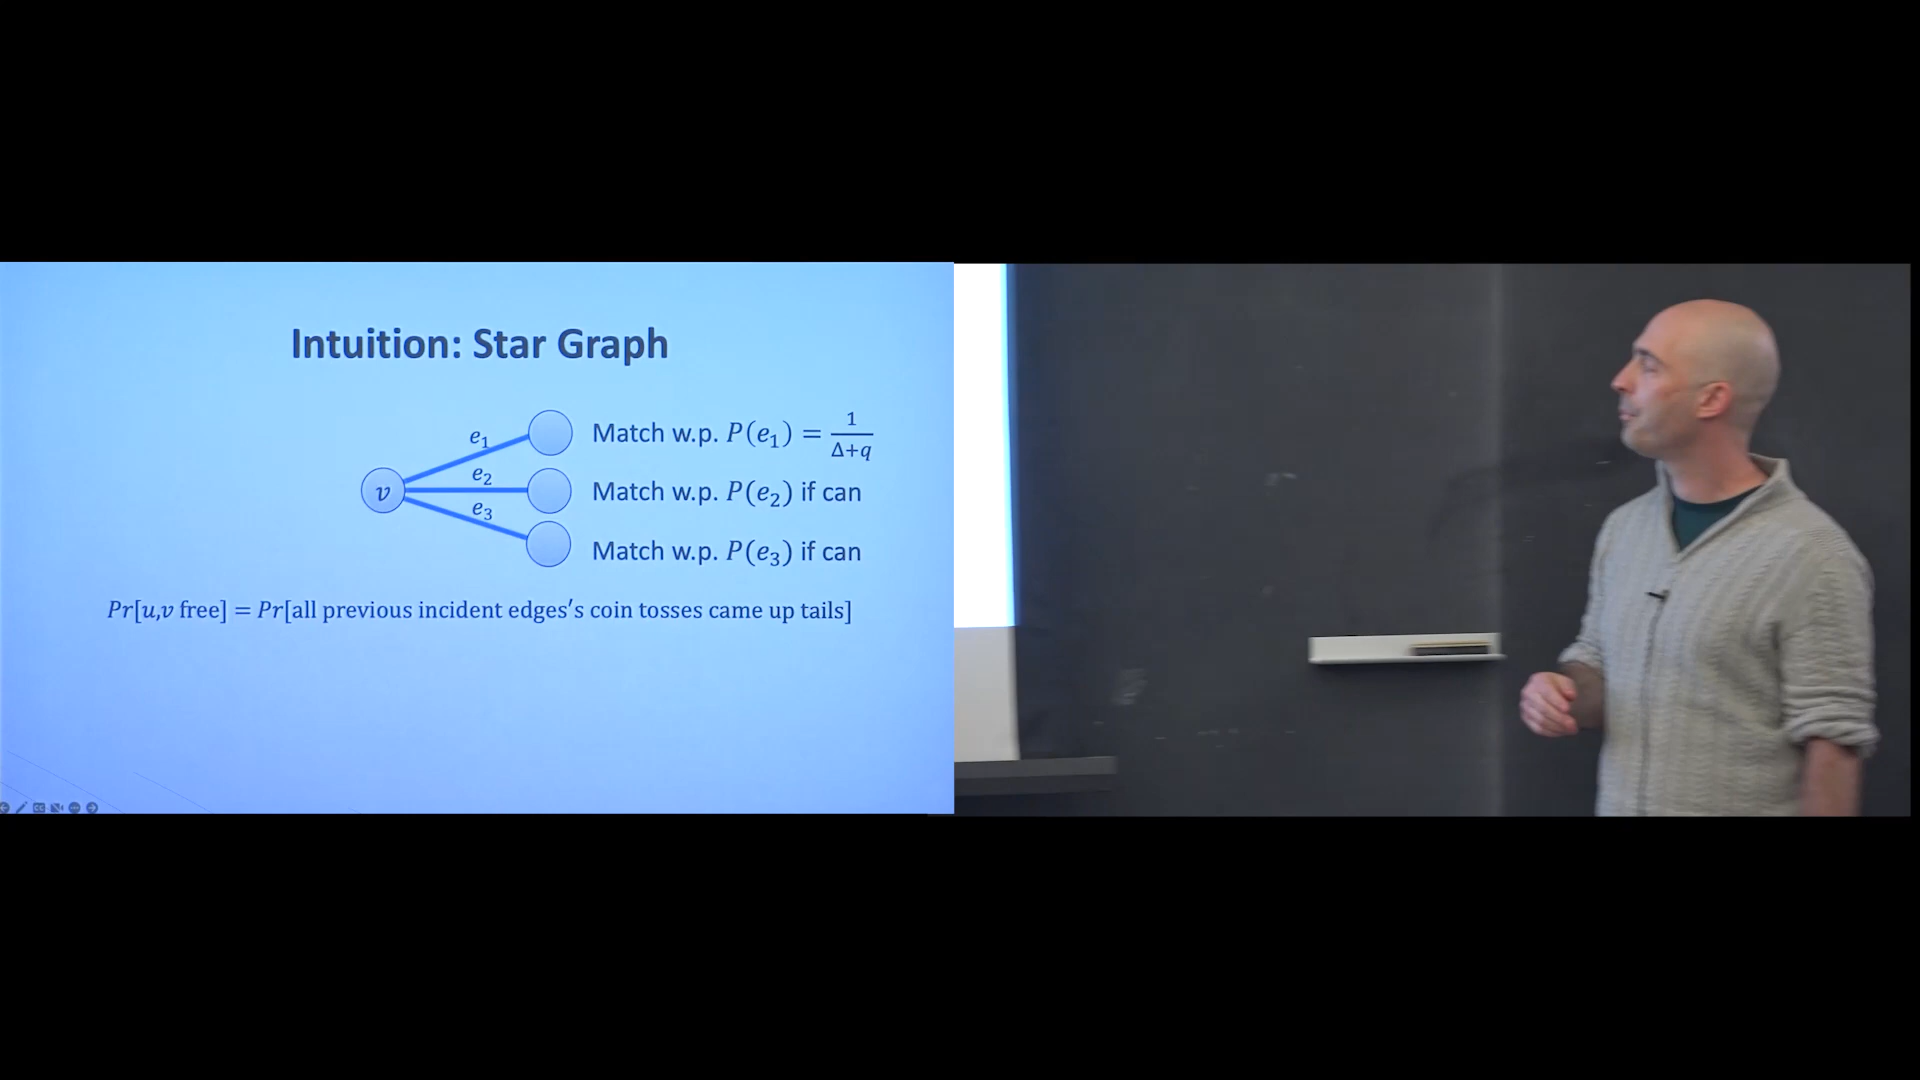 Intuition: Star Graph
e₁
Match w.p. P(e₁) = 1/(Δ+q)
e₂
v
Match w.p. P(e₂) if can
e₃
Match w.p. P(e₃) if can
Pr[u,v free] = Pr[all previous incident edges′s coin tosses came up tails]